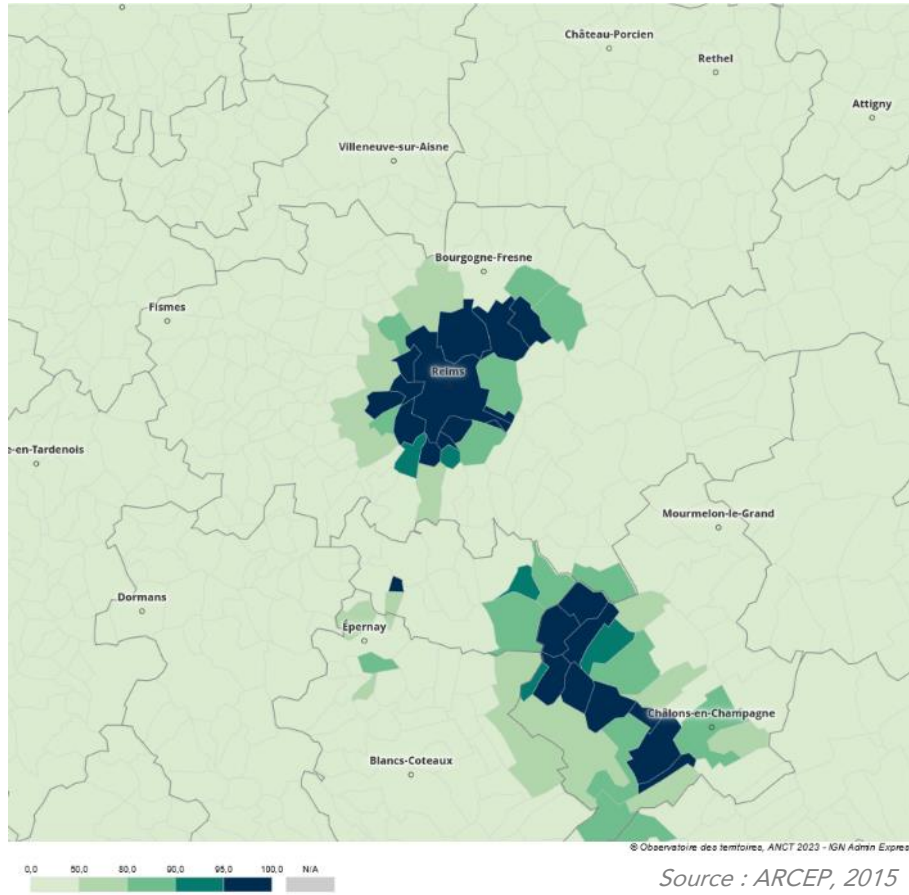 Château-Porcien
Rethel
Attigny
Villeneuve-sur-Aisne
Bourgogne-Fresne
Fismes
Reims
e-en-Tardenois
Mourmelon-le-Grand
Dormans
Épernay
Châlons-en-Champagne
Blancs-Coteaux
© Observatoire des territoires, ANCT 2023 - IGN Admin Expres
0,0 50,0 80,0 90,0 95,0 100,0 N/A
Source : ARCEP, 2015